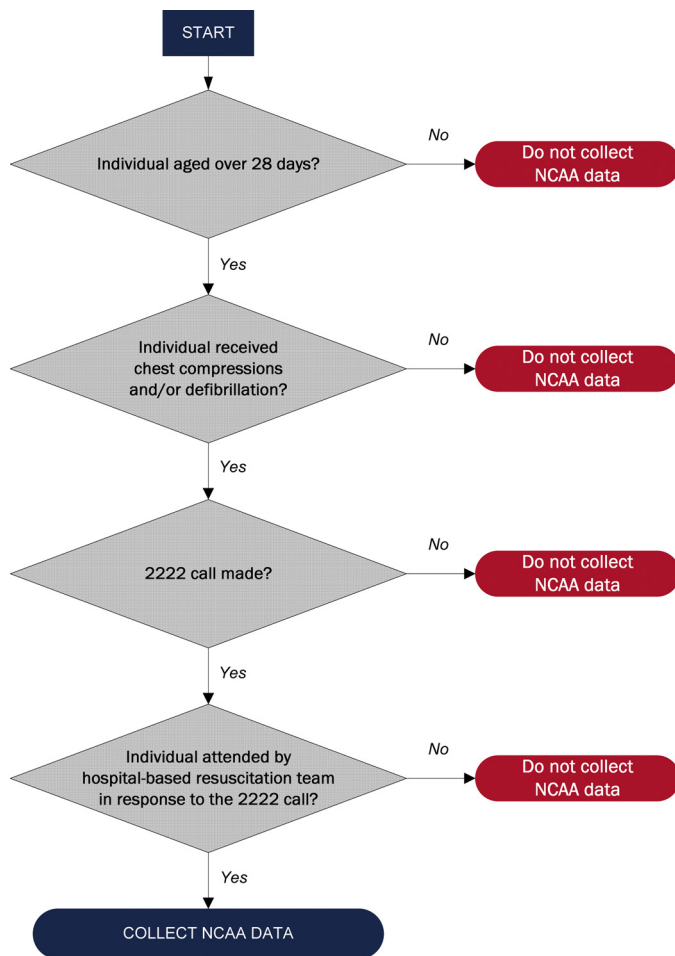 START
No
Individual aged over 28 days?
Do not collect
NCAA data
Yes
No
Individual received
chest compressions
and/or defibrillation?
Do not collect
NCAA data
Yes
No
2222 call made?
Do not collect
NCAA data
Yes
No
Individual attended by
hospital-based resuscitation team
in response to the 2222 call?
Do not collect
NCAA data
Yes
COLLECT NCAA DATA